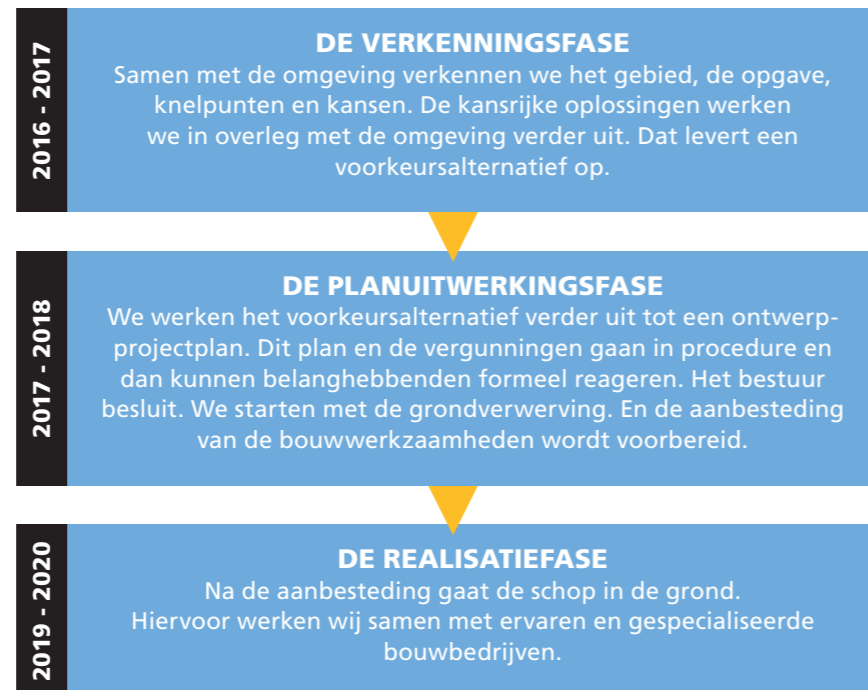 2016 - 2017
DE VERKENNINGSFASE
Samen met de omgeving verkennen we het gebied, de opgave,
knelpunten en kansen. De kansrijke oplossingen werken
we in overleg met de omgeving verder uit. Dat levert een
voorkeursalternatief op.
2017 - 2018
DE PLANUITWERKINGSFASE
We werken het voorkeursalternatief verder uit tot een ontwerp-
projectplan. Dit plan en de vergunningen gaan in procedure en
dan kunnen belanghebbenden formeel reageren. Het bestuur
besluit. We starten met de grondverwerving. En de aanbesteding
van de bouwwerkzaamheden wordt voorbereid.
2019 - 2020
DE REALISATIEFASE
Na de aanbesteding gaat de schop in de grond.
Hiervoor werken wij samen met ervaren en gespecialiseerde
bouwbedrijven.